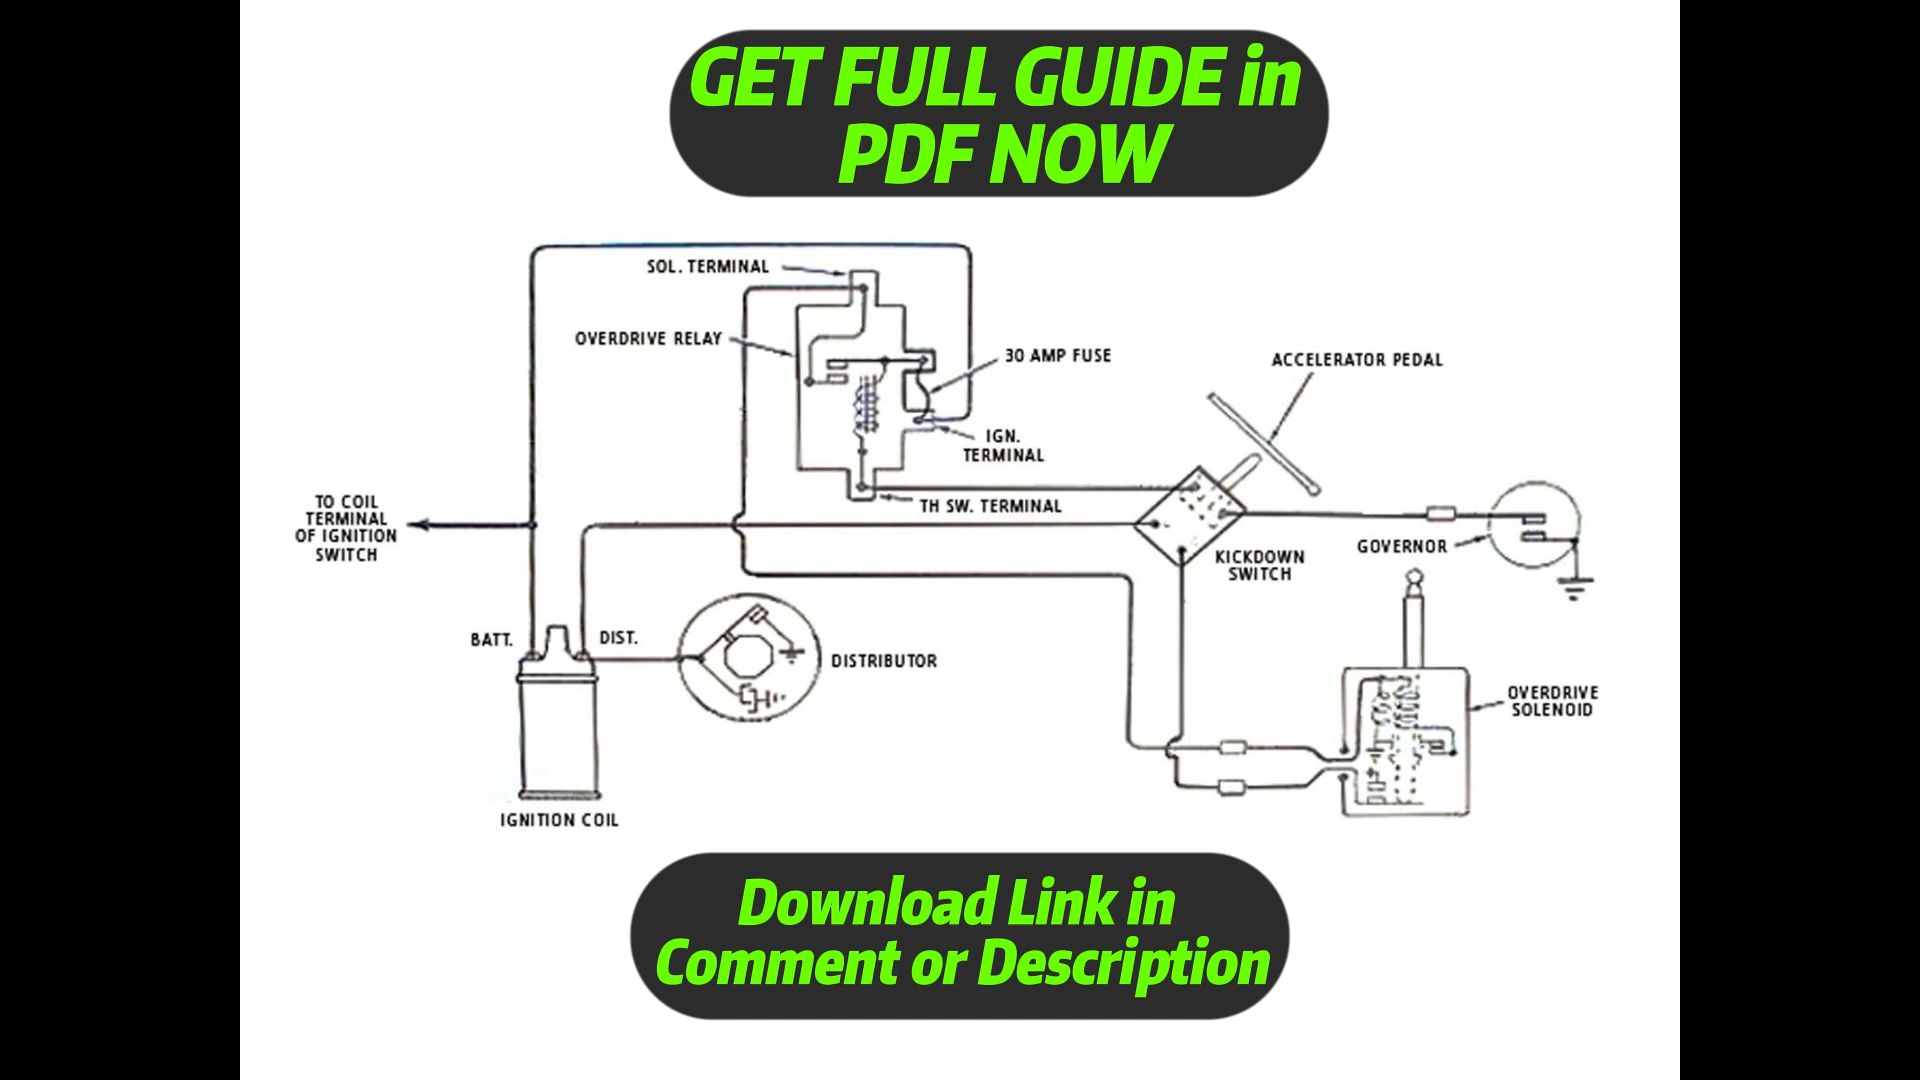 GET FULL GUIDE in
PDF NOW
SOL. TERMINAL
OVERDRIVE RELAY
30 AMP FUSE
ACCELERATOR PEDAL
IGN.
TERMINAL
TH SW. TERMINAL
TO COIL
TERMINAL
OF IGNITION
SWITCH
KICKDOWN
SWITCH
GOVERNOR
BATT.
DIST.
DISTRIBUTOR
OVERDRIVE
SOLENOID
IGNITION COIL
Download Link in
Comment or Description